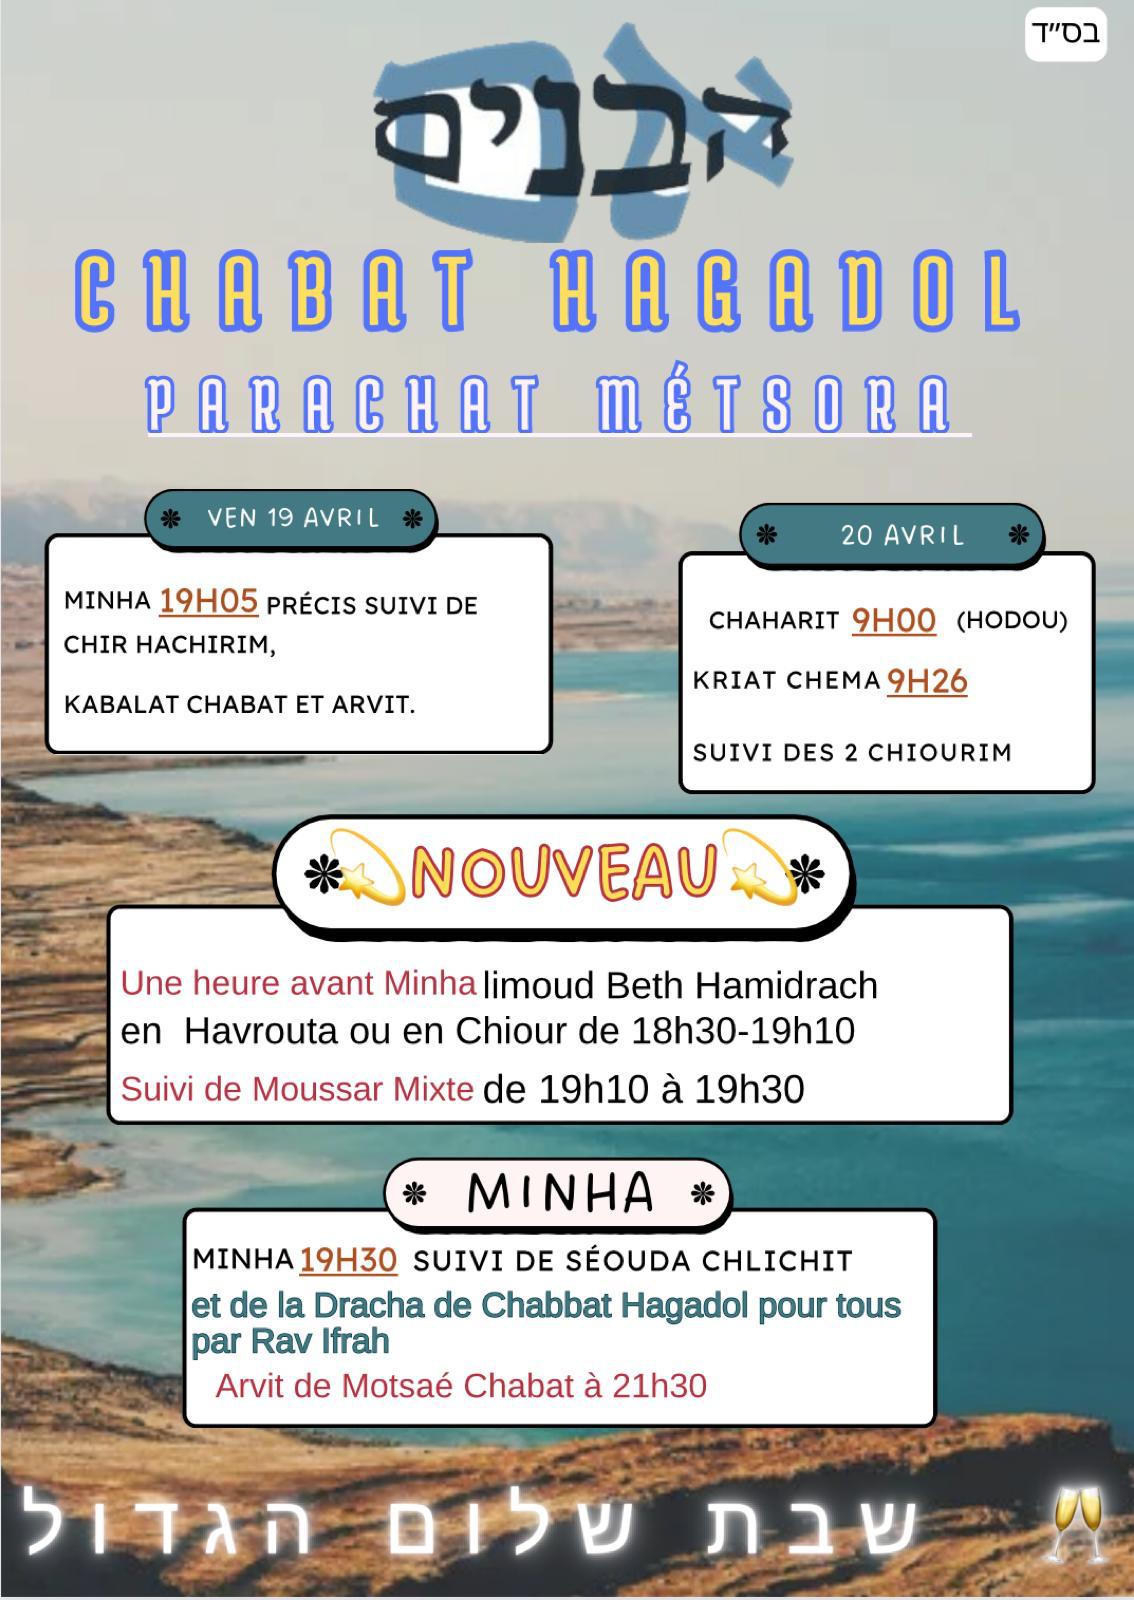 בס״ד
אם הבנים
CHABAT HAGADOL
PARACHAT MÉTSORA
VEN 19 AVRIL
MINHA 19H05 PRÉCIS SUIVI DE
CHIR HACHIRIM,
KABALAT CHABAT ET ARVIT.
20 AVRIL
CHAHARIT 9H00 (HODOU)
KRIAT CHEMA 9H26
SUIVI DES 2 CHIOURIM
NOUVEAU
Une heure avant Minha limoud Beth Hamidrach
en Havrouta ou en Chiour de 18h30-19h10
Suivi de Moussar Mixte de 19h10 à 19h30
MINHA
MINHA 19H30 SUIVI DE SÉOUDA CHLICHIT
et de la Dracha de Chabbat Hagadol pour tous
par Rav Ifrah
Arvit de Motsaé Chabat à 21h30
שבת שלום הגדול